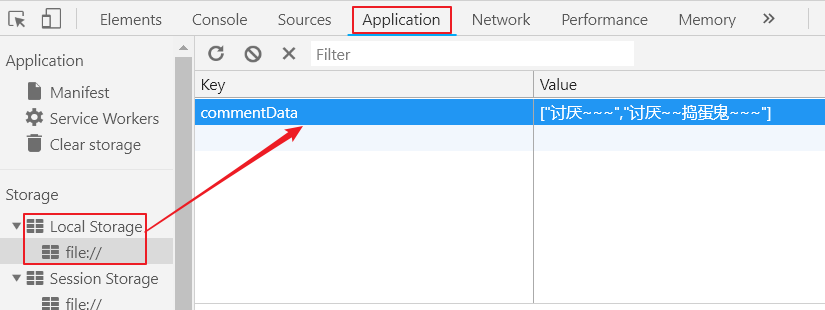 Elements Console Sources Application Network Performance Memory »
Application
Manifest
Service Workers
Clear storage
Storage
Local Storage
file://
Session Storage
file://
Filter
Key Value
commentData ["讨厌~~~","讨厌~~捣蛋鬼~~~"]